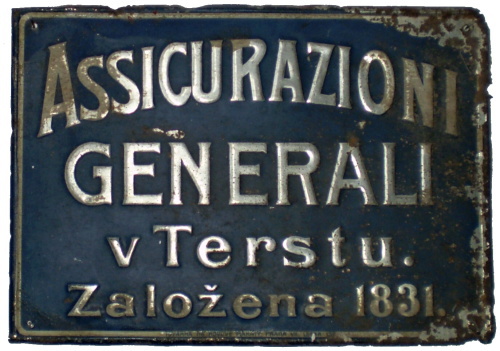 ASSICURAZIONI
GENERALI
v Terstu.
Založena 1831.